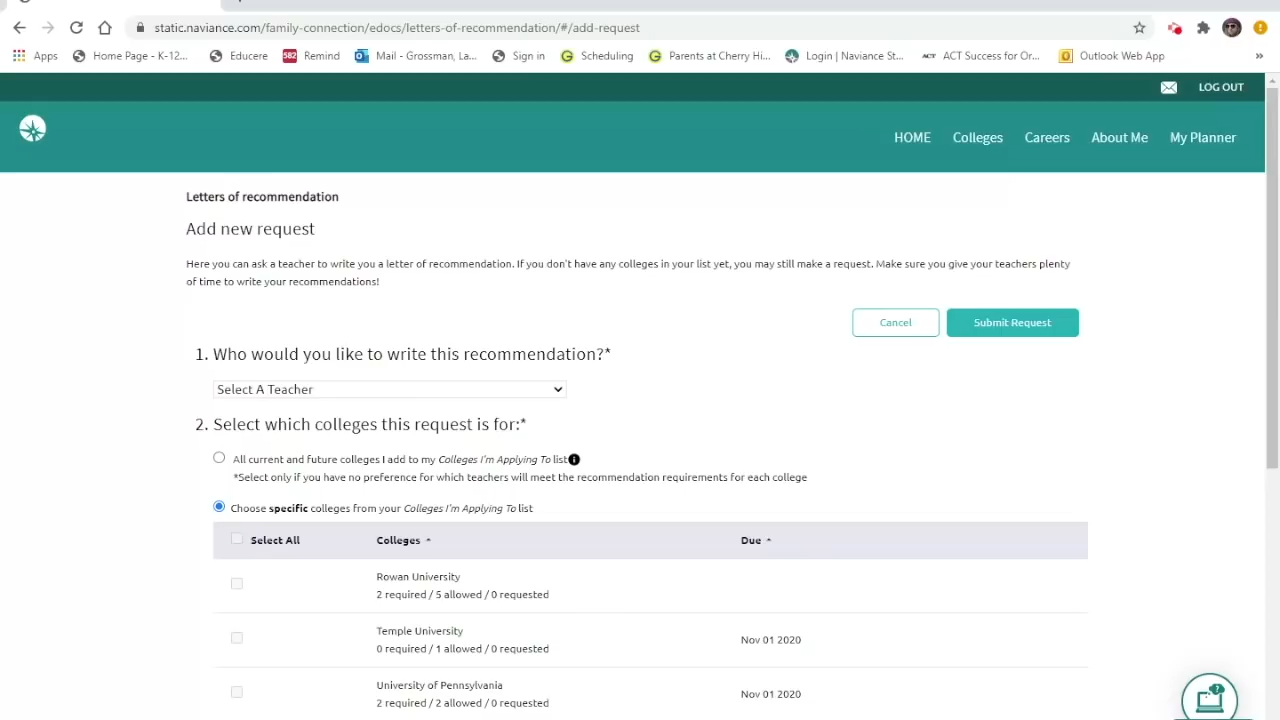 static.naviance.com/family-connection/edocs/letters-of-recommendation/#/add-request
Apps Home Page - K-12... Educere 582 Remind Mail - Grossman, La... Sign in Scheduling Parents at Cherry Hi... Login | Naviance St... ACT ACT Success for Or... Outlook Web App »
LOG OUT
HOME Colleges Careers About Me My Planner
Letters of recommendation
Add new request
Here you can ask a teacher to write you a letter of recommendation. If you don't have any colleges in your list yet, you may still make a request. Make sure you give your teachers plenty
of time to write your recommendations!
Cancel Submit Request
1. Who would you like to write this recommendation?*
Select A Teacher
2. Select which colleges this request is for:*
All current and future colleges I add to my Colleges I'm Applying To list
*Select only if you have no preference for which teachers will meet the recommendation requirements for each college
Choose specific colleges from your Colleges I'm Applying To list
Select All Colleges Due
Rowan University
2 required / 5 allowed / 0 requested
Temple University
0 required / 1 allowed / 0 requested
Nov 01 2020
University of Pennsylvania
2 required / 2 allowed / 0 requested
Nov 01 2020